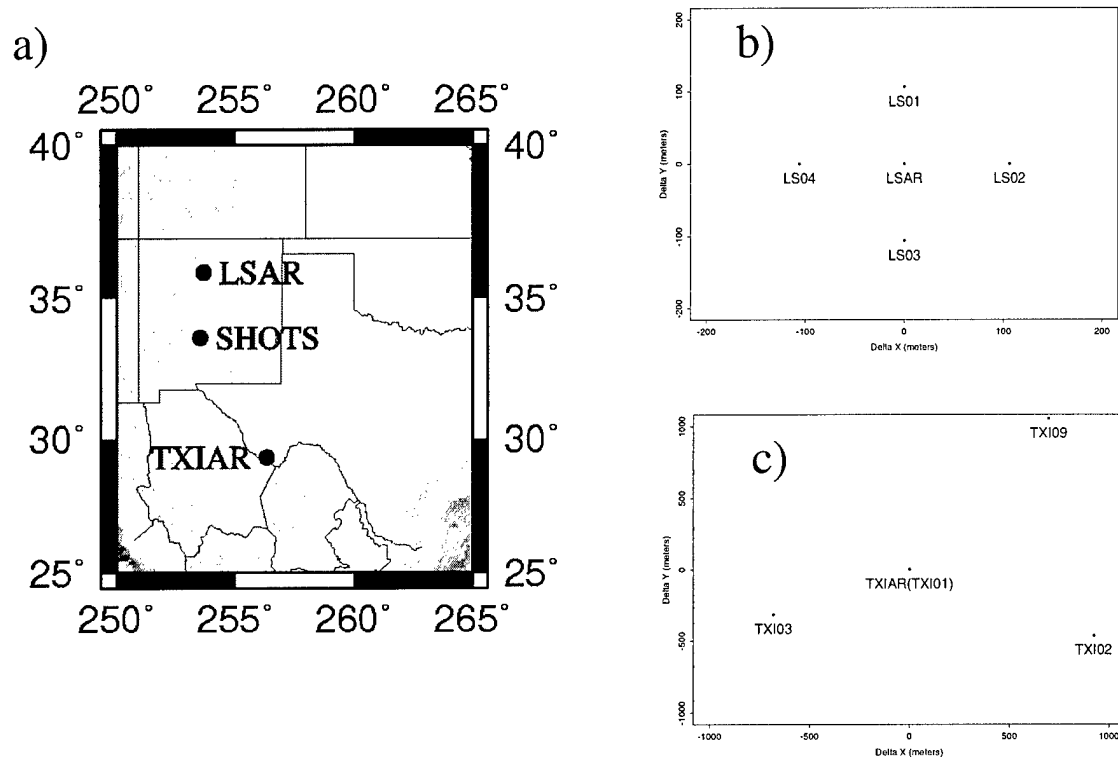 a)
250° 255° 260° 265°
40° 40°
LSAR
35° 35°
SHOTS
30° 30°
TXIAR
25° 25°
250° 255° 260° 265°
b)
200
100
0
-100
-200
Delta Y (meters)
LS01
LS04
LSAR
LS02
LS03
-200 -100 0 100 200
Delta X (meters)
c)
1000
500
0
-500
-1000
Delta Y (meters)
TXI09
TXIAR(TXI01)
TXI03
TXI02
-1000 -500 0 500 1000
Delta X (meters)